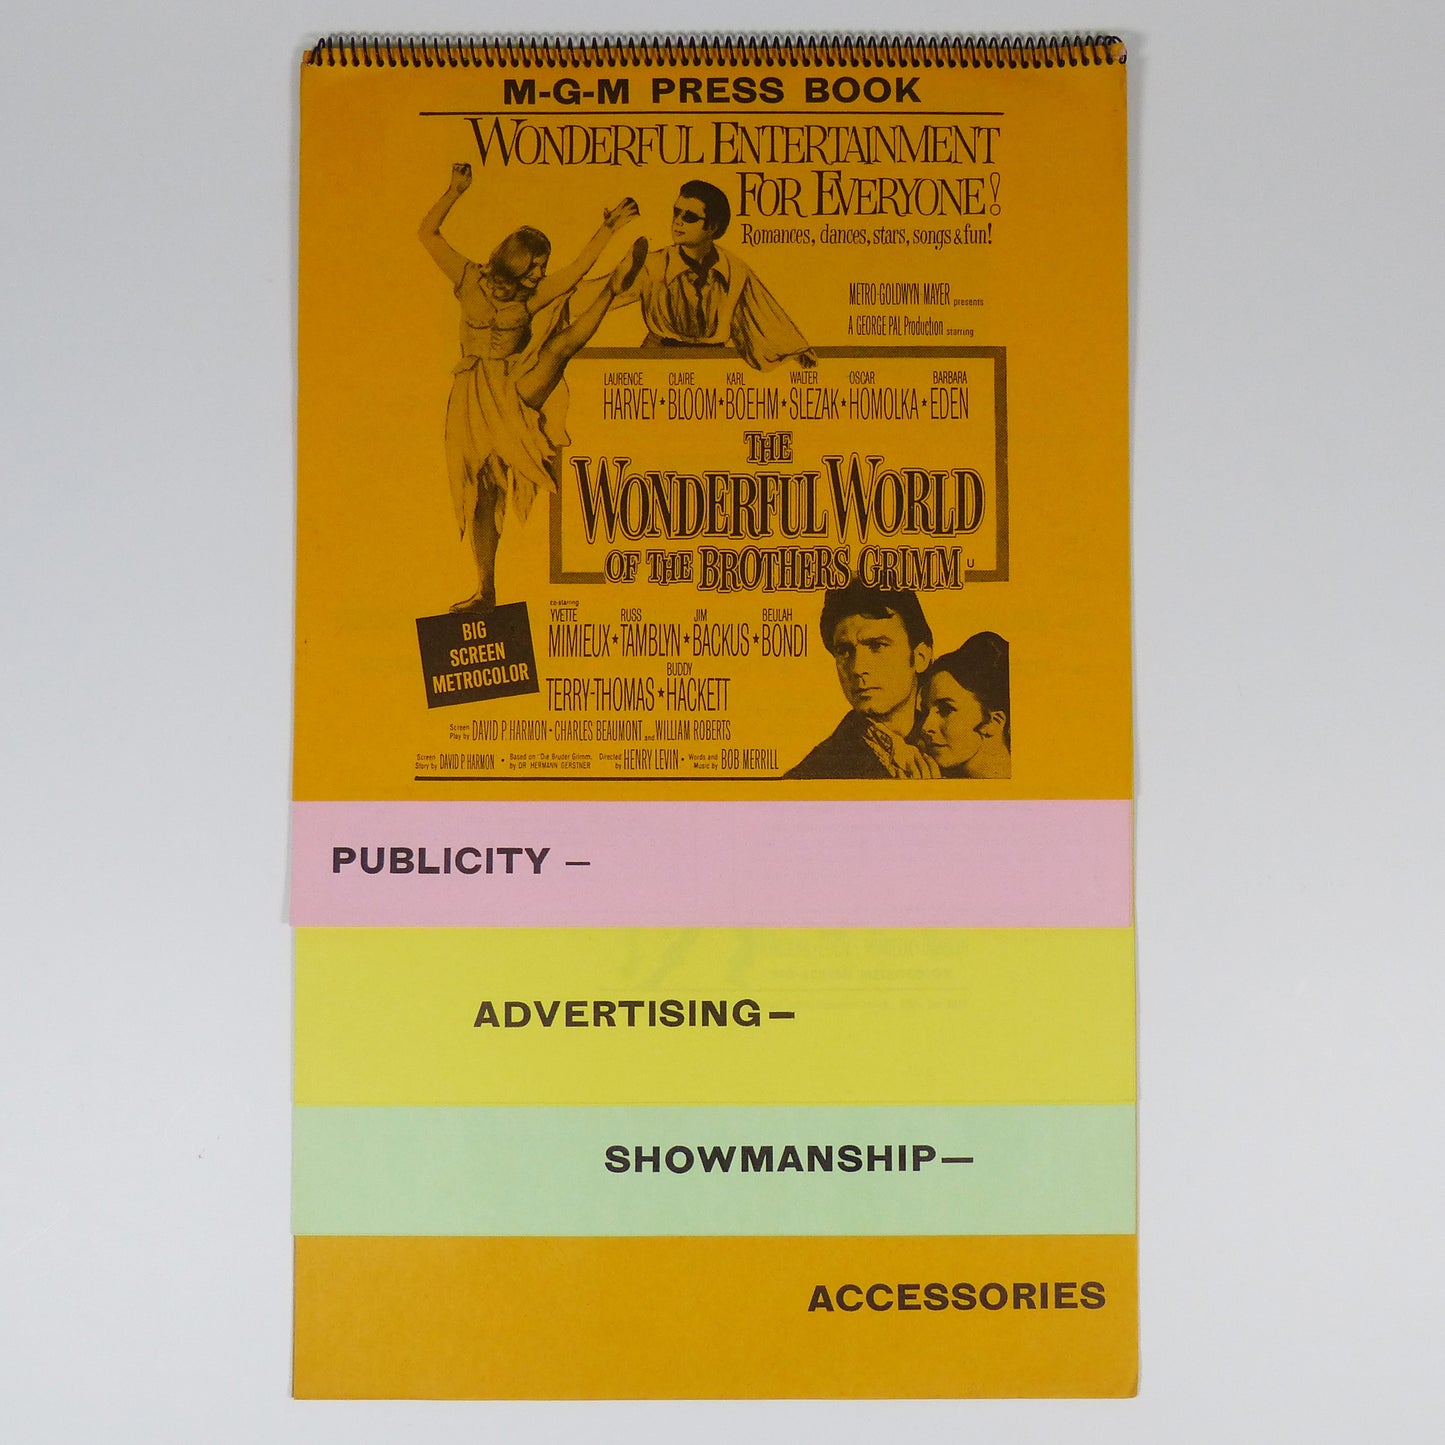 M-G-M PRESS BOOK
WONDERFUL ENTERTAINMENT
FOR EVERYONE!
Romances, dances, stars, songs & fun!
METRO-GOLDWYN-MAYER presents
A GEORGE PAL Production starring
LAURENCE HARVEY ★ CLAIRE BLOOM ★ KARL BOEHM ★ WALTER SLEZAK ★ OSCAR HOMOLKA ★ BARBARA EDEN
THE
WONDERFUL WORLD
OF THE BROTHERS GRIMM U
co-starring
YVETTE MIMIEUX ★ RUSS TAMBLYN ★ JIM BACKUS ★ BEULAH BONDI
TERRY-THOMAS ★ BUDDY HACKETT
BIG
SCREEN
METROCOLOR
Screen Play by DAVID P. HARMON · CHARLES BEAUMONT and WILLIAM ROBERTS
Screen Story by DAVID P. HARMON · Based on "Die Bruder Grimm, by DR HERMANN GERSTNER Directed by HENRY LEVIN · Words and Music by BOB MERRILL
PUBLICITY —
ADVERTISING —
SHOWMANSHIP —
ACCESSORIES